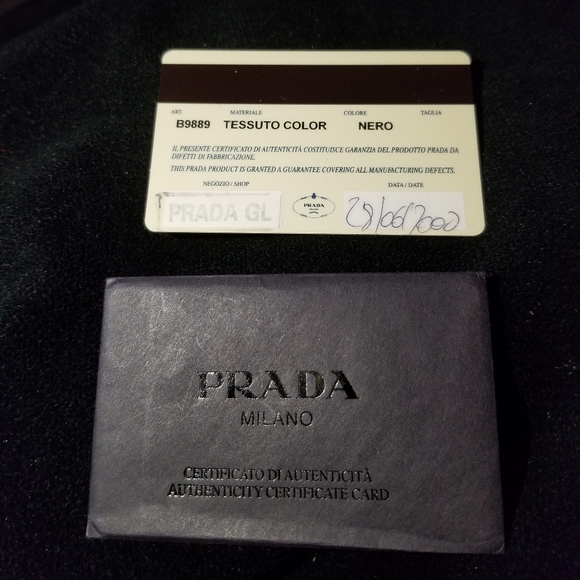 ART. MATERIALE COLORE TAGLIA
B9889 TESSUTO COLOR NERO
IL PRESENTE CERTIFICATO DI AUTENTICITÀ COSTITUISCE GARANZIA DEL PRODOTTO PRADA DA
DIFETTI DI FABBRICAZIONE.
THIS PRADA PRODUCT IS GRANTED A GUARANTEE COVERING ALL MANUFACTURING DEFECTS.
NEGOZIO / SHOP DATA / DATE
PRADA GL PRADA 28/06/2000
PRADA
MILANO
CERTIFICATO DI AUTENTICITÀ
AUTHENTICITY CERTIFICATE CARD